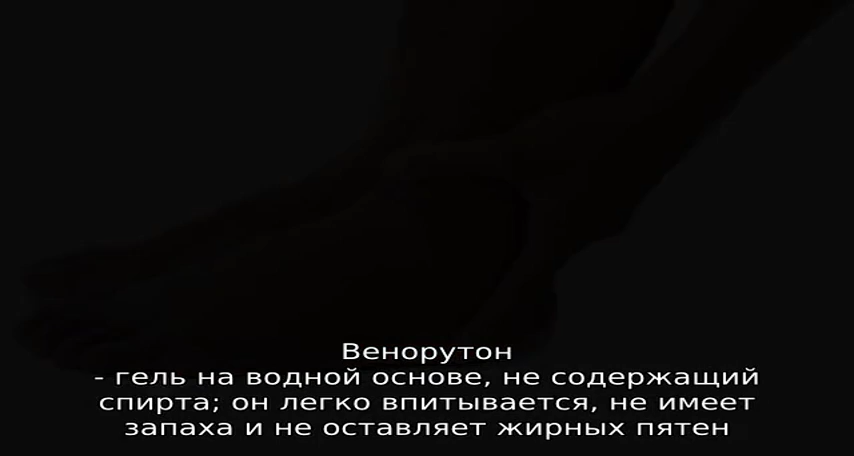 Венорутон
- гель на водной основе, не содержащий
спирта; он легко впитывается, не имеет
запаха и не оставляет жирных пятен